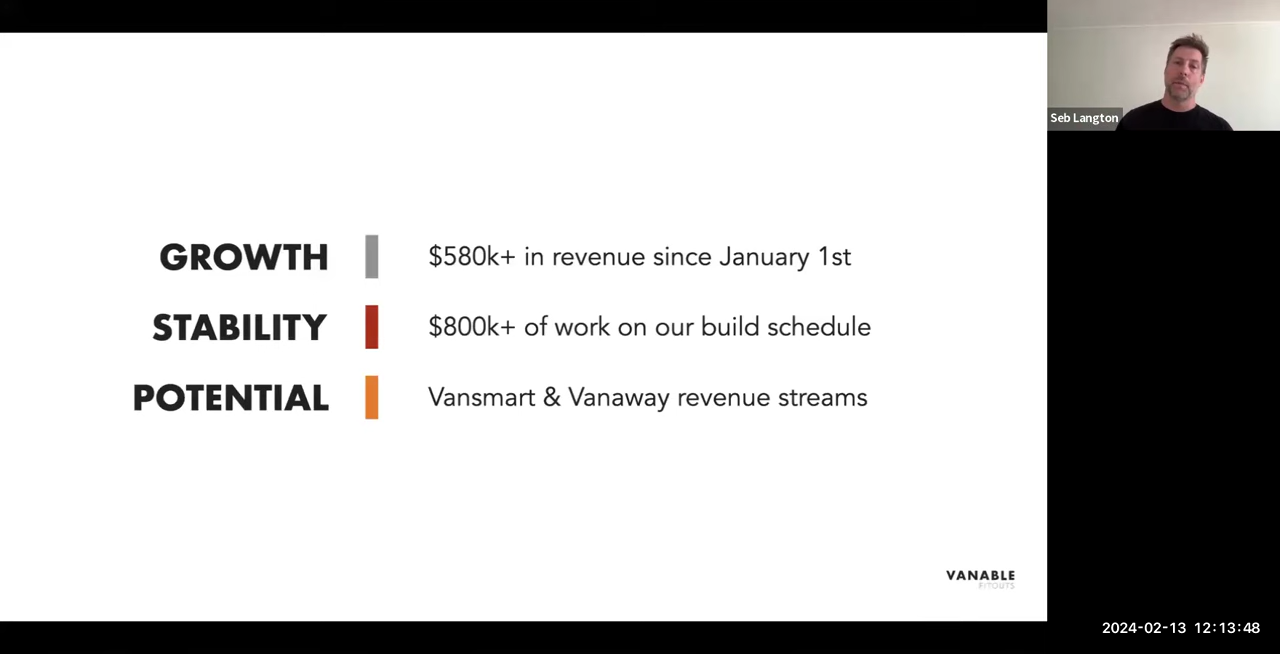 GROWTH $580k+ in revenue since January 1st
STABILITY $800k+ of work on our build schedule
POTENTIAL Vansmart & Vanaway revenue streams
VANABLE
FITOUTS
Seb Langton
2024-02-13 12:13:48